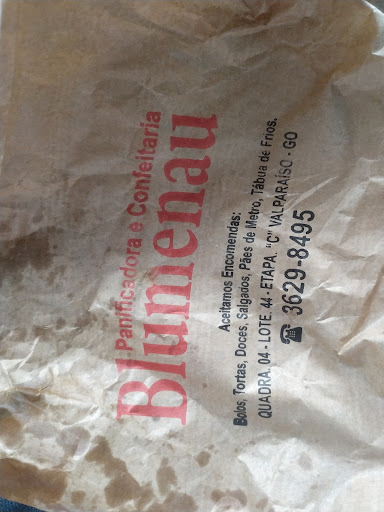 Panificadora e Confeitaria
Blumenau
Aceitamos Encomendas:
Bolos, Tortas, Doces, Salgados, Pães de Metro, Tábua de Frios.
QUADRA. 04 - LOTE. 44 - ETAPA. "C" VALPARAÍSO - GO
☎ 3629-8495